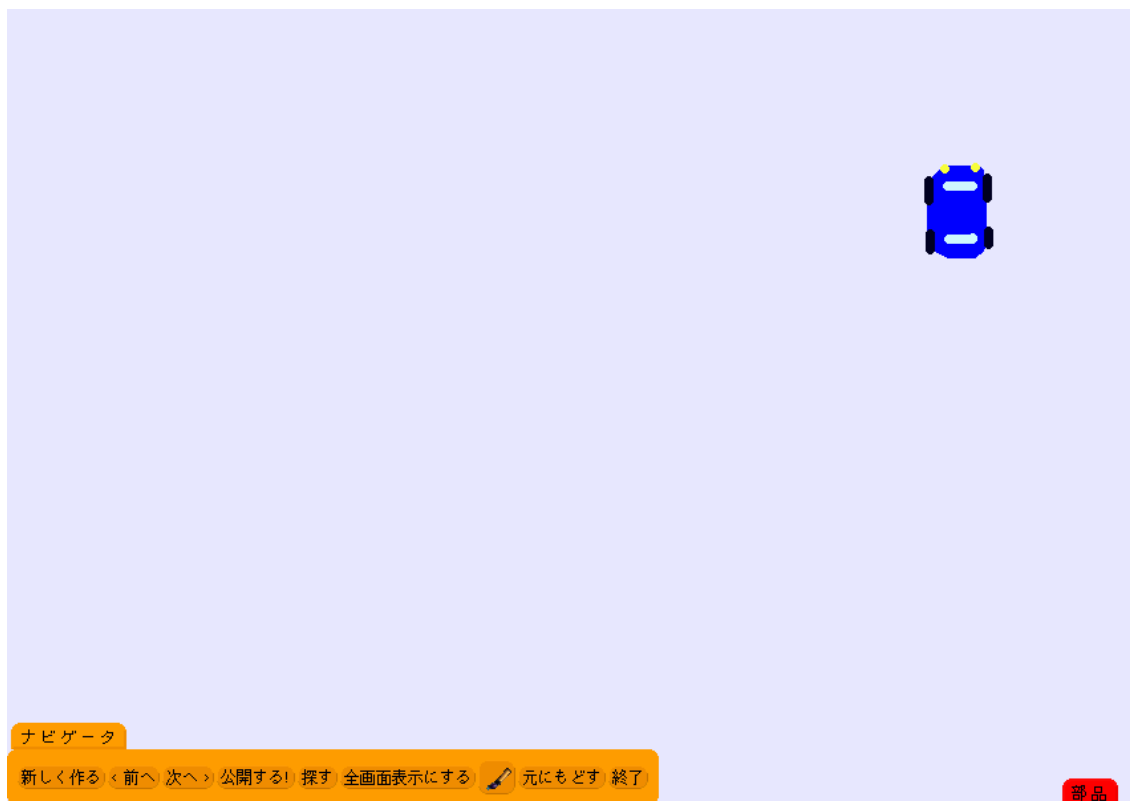 ナビゲータ
新しく作る <前へ 次へ> 公開する! 探す 全画面表示にする 元にもどす 終了
部品